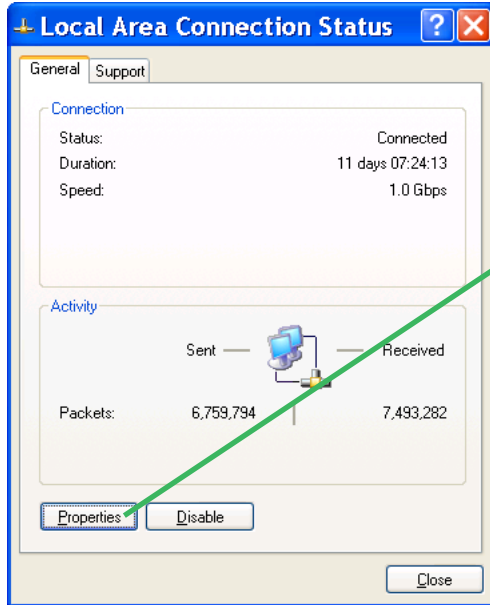 Local Area Connection Status
General Support
Connection
Status: Connected
Duration: 11 days 07:24:13
Speed: 1.0 Gbps
Activity
Sent Received
Packets: 6,759,794 7,493,282
Properties Disable
Close